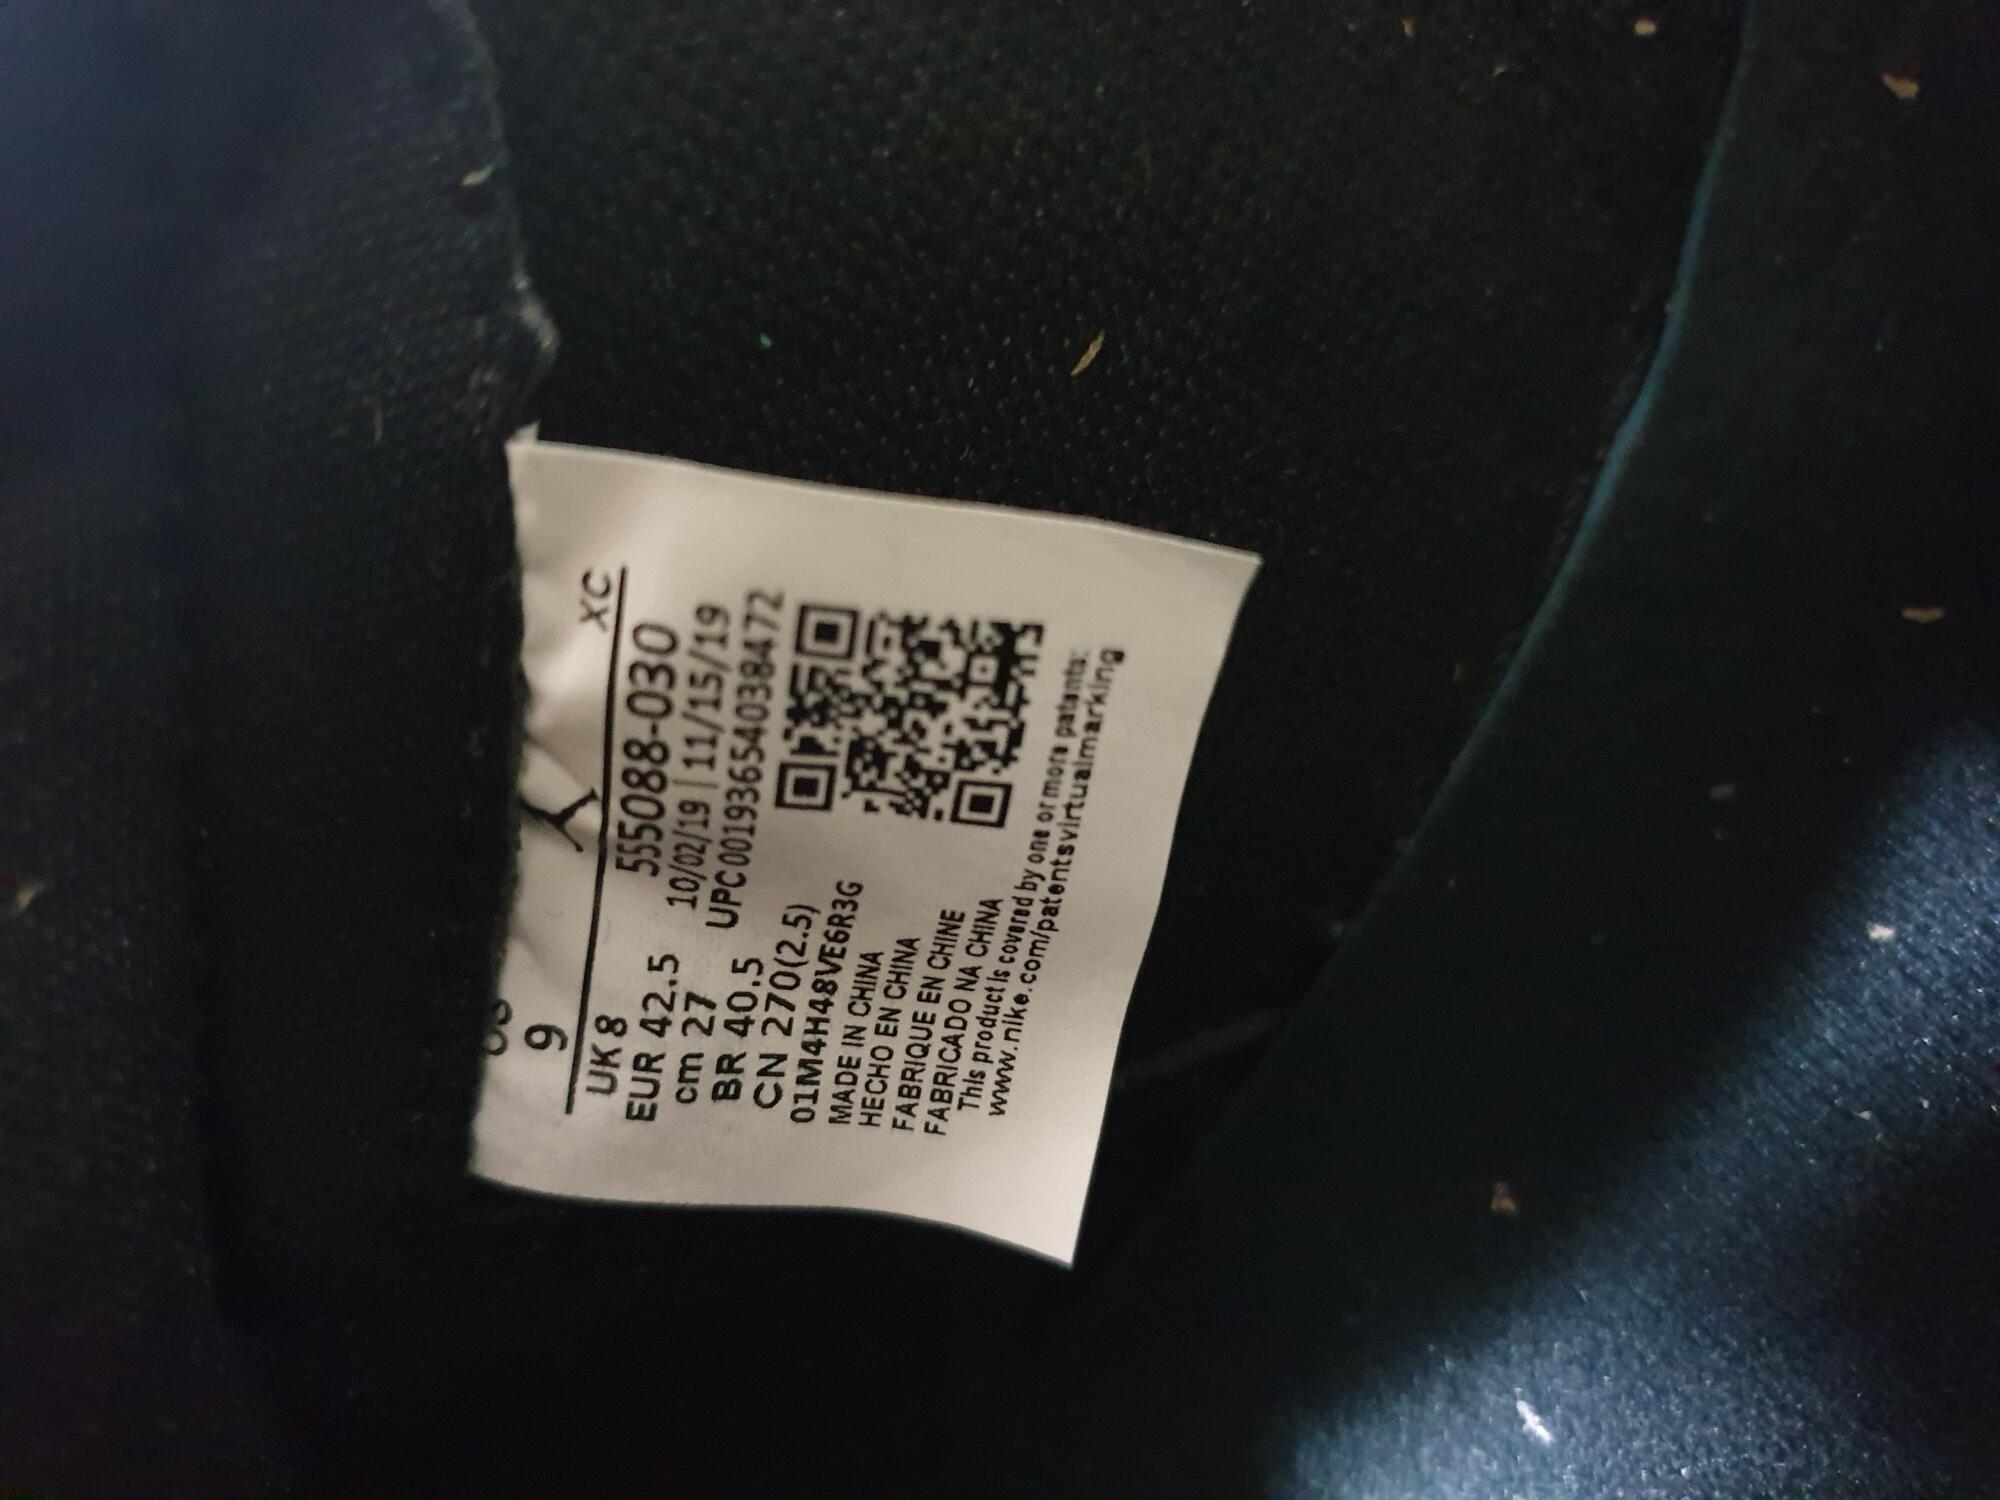 US
9
XC
UK 8
555088-030
EUR 42.5
10/02/19 | 11/15/19
cm 27
UPC 00193654038472
BR 40.5
CN 270(2.5)
01M4H48VE6R3G
MADE IN CHINA
HECHO EN CHINA
FABRIQUE EN CHINE
FABRICADO NA CHINA
This product is covered by one or more patents:
www.nike.com/patentsvirtualmarking